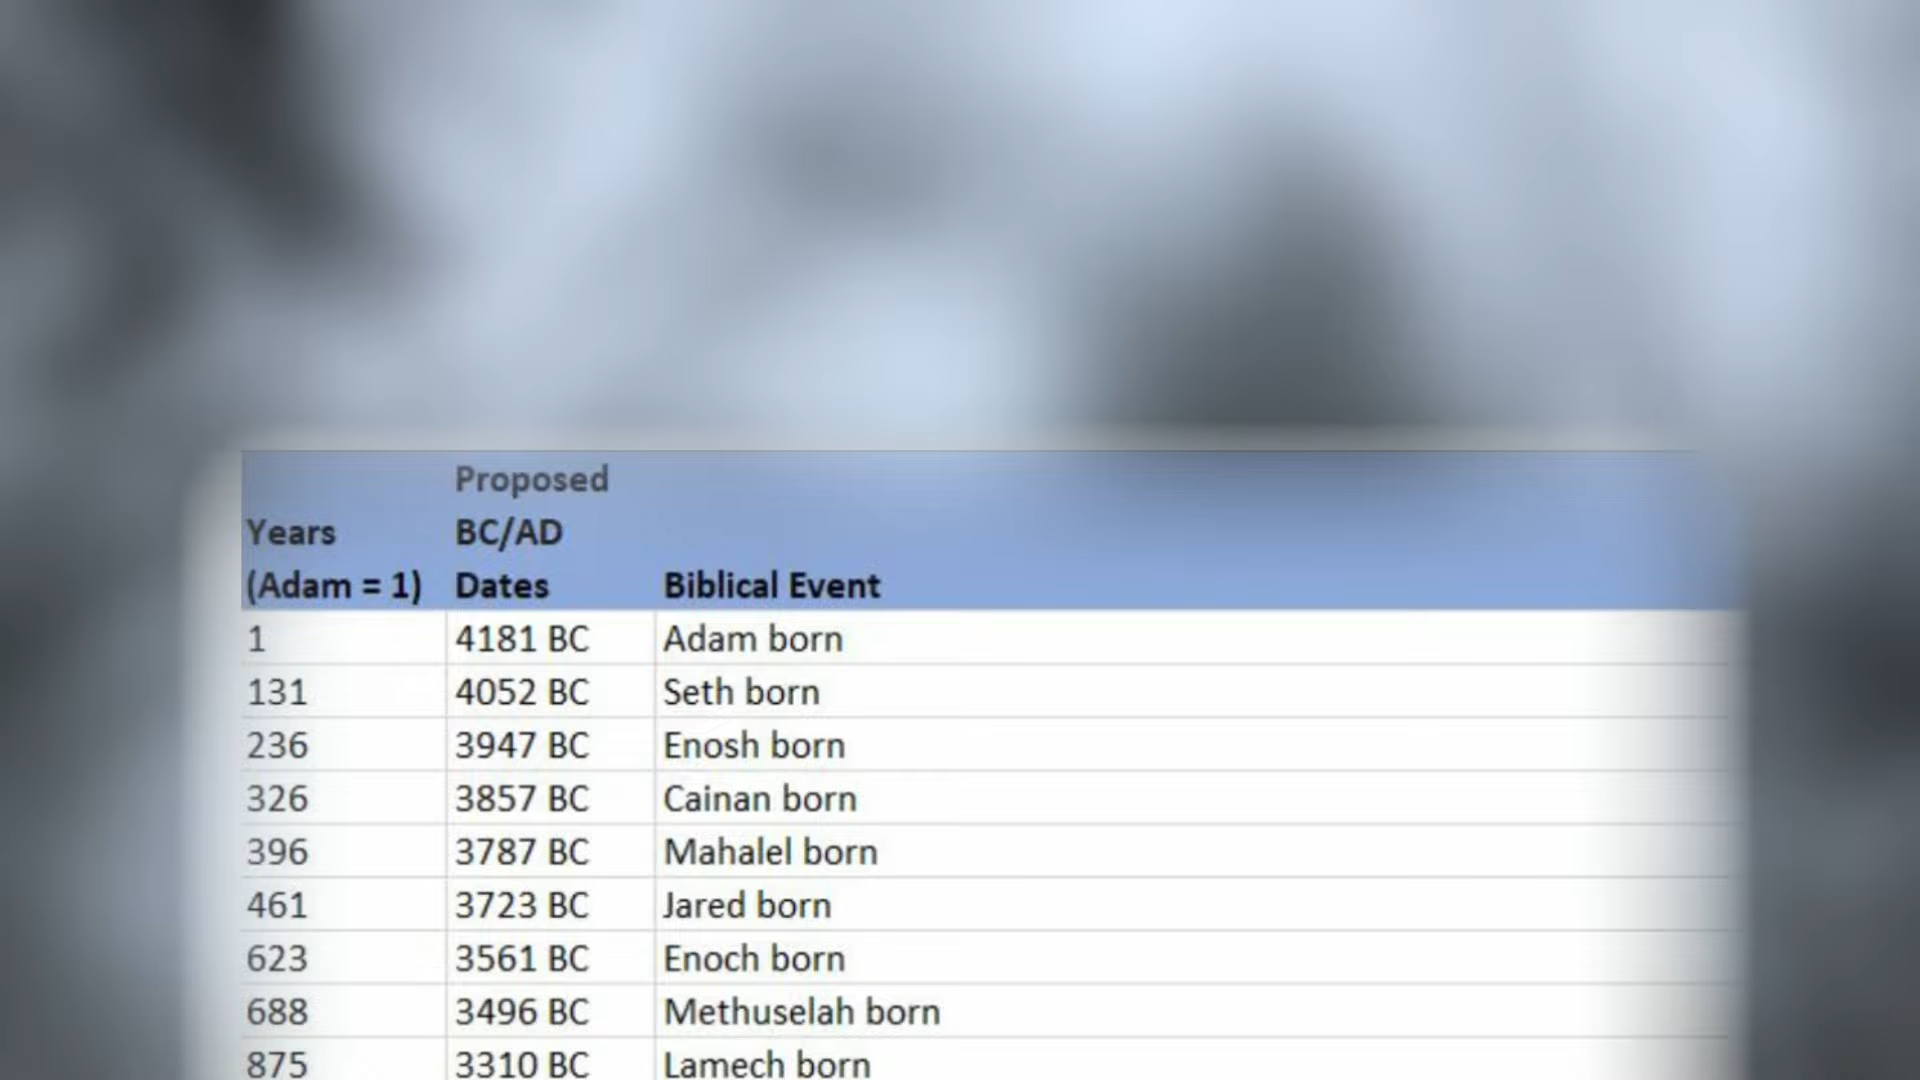 Proposed
Years BC/AD
(Adam = 1) Dates Biblical Event
1 4181 BC Adam born
131 4052 BC Seth born
236 3947 BC Enosh born
326 3857 BC Cainan born
396 3787 BC Mahalel born
461 3723 BC Jared born
623 3561 BC Enoch born
688 3496 BC Methuselah born
875 3310 BC Lamech born